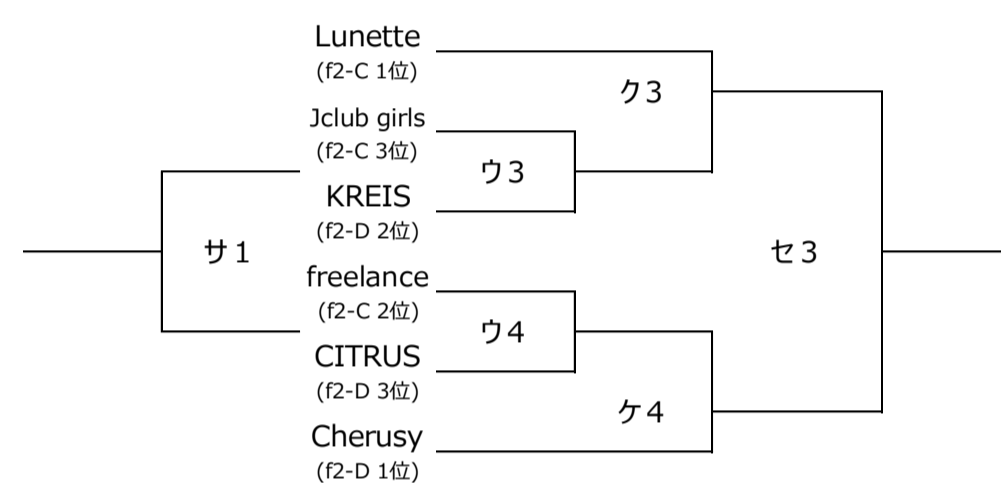 Lunette
(f2-C 1位)
ク3
Jclub girls
(f2-C 3位)
ウ3
KREIS
(f2-D 2位)
サ1
セ3
freelance
(f2-C 2位)
ウ4
CITRUS
(f2-D 3位)
ケ4
Cherusy
(f2-D 1位)